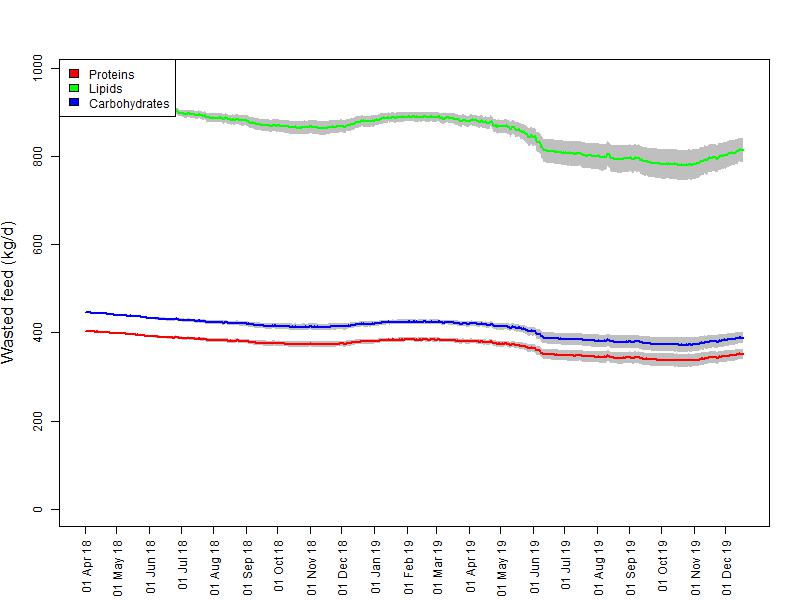 Proteins
Lipids
Carbohydrates
Wasted feed (kg/d)
1000
800
600
400
200
0
01 Apr 18
01 May 18
01 Jun 18
01 Jul 18
01 Aug 18
01 Sep 18
01 Oct 18
01 Nov 18
01 Dec 18
01 Jan 19
01 Feb 19
01 Mar 19
01 Apr 19
01 May 19
01 Jun 19
01 Jul 19
01 Aug 19
01 Sep 19
01 Oct 19
01 Nov 19
01 Dec 19